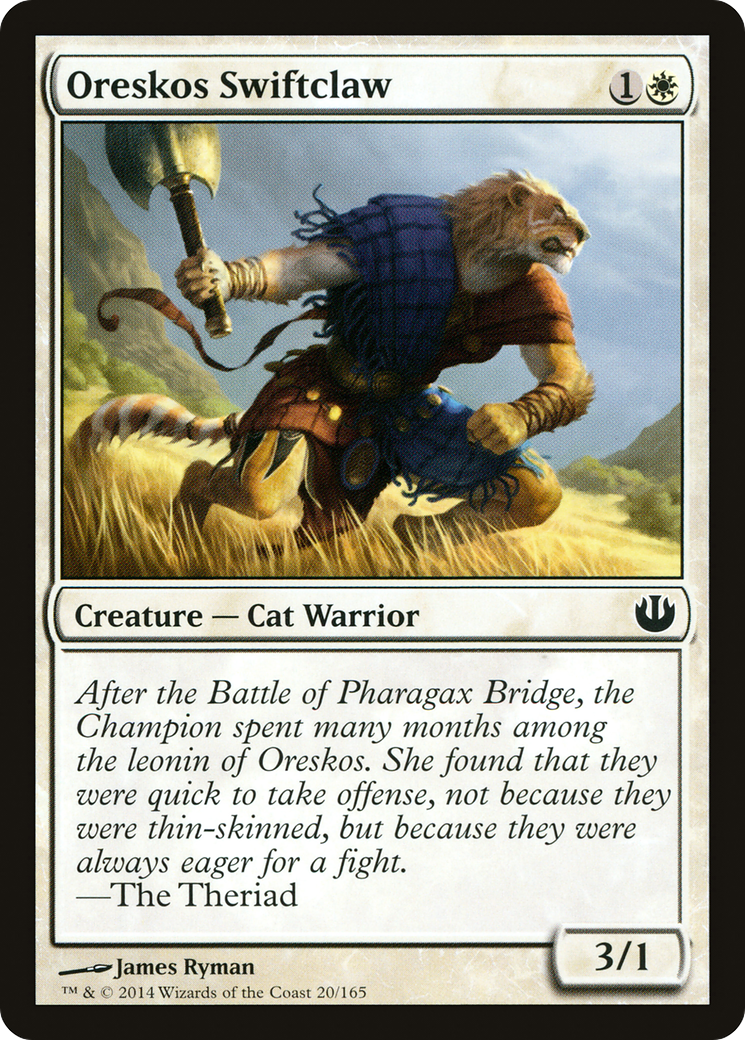 Oreskos Swiftclaw
1
Creature — Cat Warrior
After the Battle of Pharagax Bridge, the
Champion spent many months among
the leonin of Oreskos. She found that they
were quick to take offense, not because they
were thin-skinned, but because they were
always eager for a fight.
—The Theriad
3/1
James Ryman
™ & © 2014 Wizards of the Coast 20/165